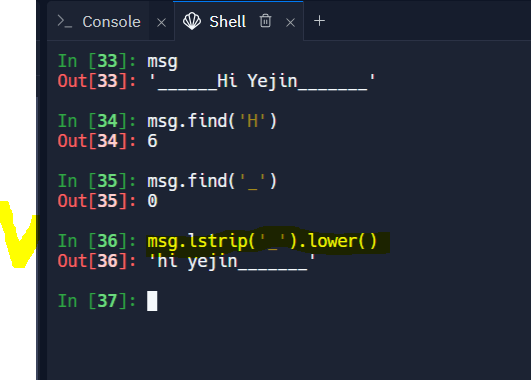 Console Shell
In [33]: msg
Out[33]: '______Hi Yejin_______'
In [34]: msg.find('H')
Out[34]: 6
In [35]: msg.find('_')
Out[35]: 0
In [36]: msg.lstrip('_').lower()
Out[36]: 'hi yejin_______'
In [37]: